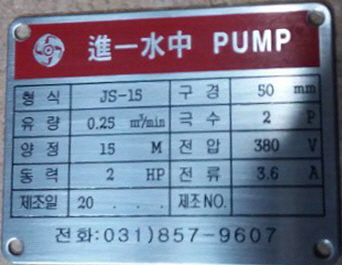 進一水中 PUMP
형 식 JS-15 구 경 50 mm
유 량 0.25 m³/min 극 수 2 P
양 정 15 M 전 압 380 V
동 력 2 HP 전 류 3.6 A
제조일 20 . . . 제조NO.
전화:031)857-9607